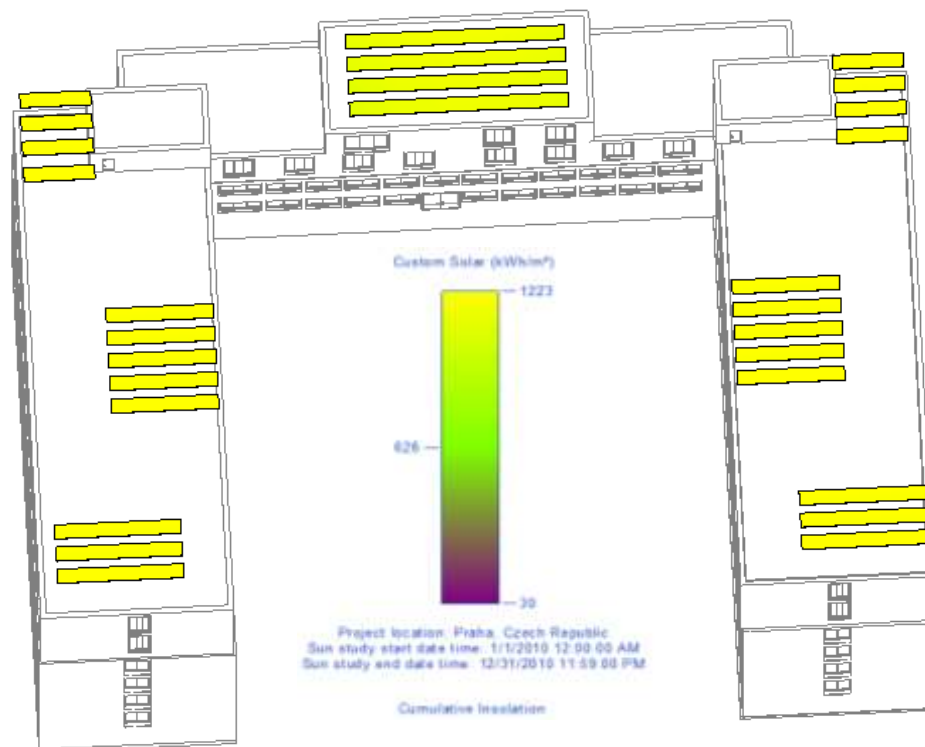 Custom Solar (kWh/m²)
1223
626
30
Project location: Praha, Czech Republic
Sun study start date time: 1/1/2010 12:00:00 AM
Sun study end date time: 12/31/2010 11:59:00 PM
Cumulative Insolation